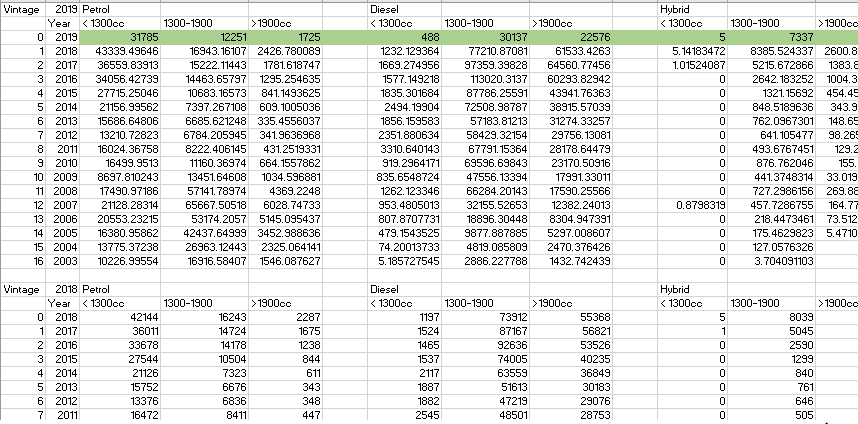 Vintage 2019 Petrol Diesel Hybrid
Year < 1300cc 1300-1900 >1900cc < 1300cc 1300-1900 >1900cc < 1300cc 1300-1900 >1900cc
0 2019 31785 12251 1725 488 30137 22576 5 7337
1 2018 43339.49646 16943.16107 2426.780089 1232.129364 77210.87081 61533.4263 5.14183472 8385.524337 2600.8
2 2017 36559.83913 15222.11443 1781.618747 1669.274956 97359.39828 64560.77456 1.01524087 5215.672866 1383.8
3 2016 34056.42739 14463.65797 1295.254635 1577.149218 113020.3137 60293.82942 0 2642.183252 1004.3
4 2015 27715.25046 10683.16573 841.1493625 1835.301684 87786.25591 43941.76363 0 1321.15692 454.45
5 2014 21156.99562 7397.267108 609.1005036 2494.19904 72508.98787 38915.57039 0 848.5189636 343.9
6 2013 15686.64806 6685.621248 335.4556037 1856.159583 57183.81213 31274.33257 0 762.0967301 148.65
7 2012 13210.72823 6784.205945 341.9636968 2351.880634 58429.32154 29756.13081 0 641.105477 98.265
8 2011 16024.36758 8222.406145 431.2519331 3310.640143 67791.15364 28178.64479 0 493.6767451 129.2
9 2010 16499.9513 11160.36974 664.1557862 919.2964171 69596.69843 23170.50916 0 876.762046 155.
10 2009 8697.810243 13451.64608 1034.596881 835.6548724 47556.13394 17991.33011 0 441.3748314 33.019
11 2008 17490.97186 57141.78974 4369.2248 1262.123346 66284.20143 17590.25566 0 727.2986156 269.88
12 2007 21128.28314 65667.50518 6028.74733 953.4805013 32155.52653 12382.24013 0.8798319 457.7286755 164.77
13 2006 20553.23215 53174.2057 5145.095437 807.8707731 18896.30448 8304.947391 0 218.4473461 73.512
14 2005 16380.95862 42437.64999 3452.988636 479.1543525 9877.887885 5297.008607 0 175.4629823 5.4710
15 2004 13775.37238 26963.12443 2325.064141 74.20013733 4819.085809 2470.376426 0 127.0576326
16 2003 10226.99554 16916.58407 1546.087627 5.185727545 2886.227788 1432.742439 0 3.704091103
Vintage 2018 Petrol Diesel Hybrid
Year < 1300cc 1300-1900 >1900cc < 1300cc 1300-1900 >1900cc < 1300cc 1300-1900 >1900cc
0 2018 42144 16243 2287 1197 73912 55368 5 8039
1 2017 36011 14724 1675 1524 87167 56821 1 5045
2 2016 33678 14178 1238 1465 92636 53526 0 2590
3 2015 27544 10504 844 1537 74005 40235 0 1299
4 2014 21126 7323 611 2117 63559 36849 0 840
5 2013 15752 6676 343 1887 51613 30183 0 761
6 2012 13376 6836 348 1882 47219 29076 0 646
7 2011 16472 8411 447 2545 48501 28753 0 505